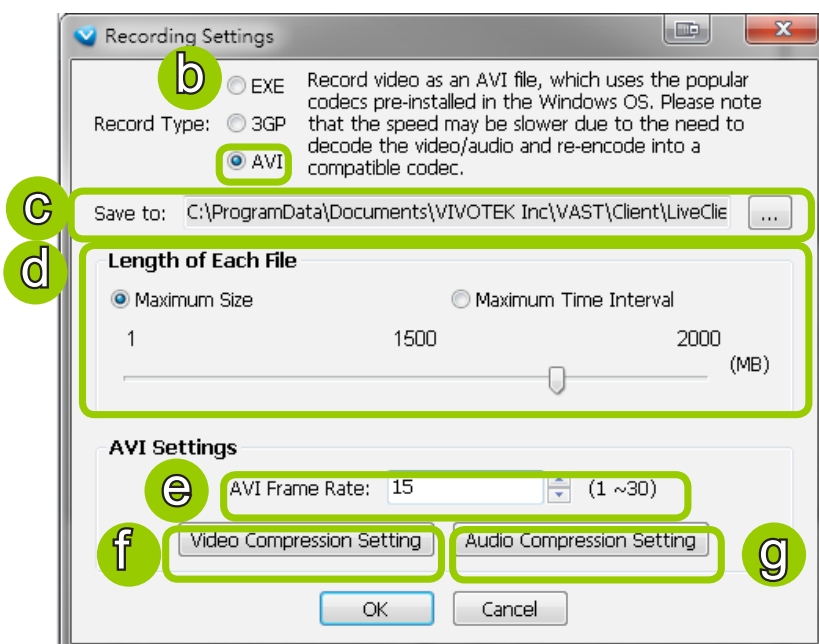 Recording Settings
b
EXE
Record video as an AVI file, which uses the popular
codecs pre-installed in the Windows OS. Please note
Record Type: 3GP that the speed may be slower due to the need to
decode the video/audio and re-encode into a
AVI compatible codec.
c
Save to: C:\ProgramData\Documents\VIVOTEK Inc\VAST\Client\LiveClie ...
d
Length of Each File
Maximum Size Maximum Time Interval
1 1500 2000
(MB)
AVI Settings
e
AVI Frame Rate: 15 (1 ~30)
f
Video Compression Setting Audio Compression Setting
g
OK Cancel